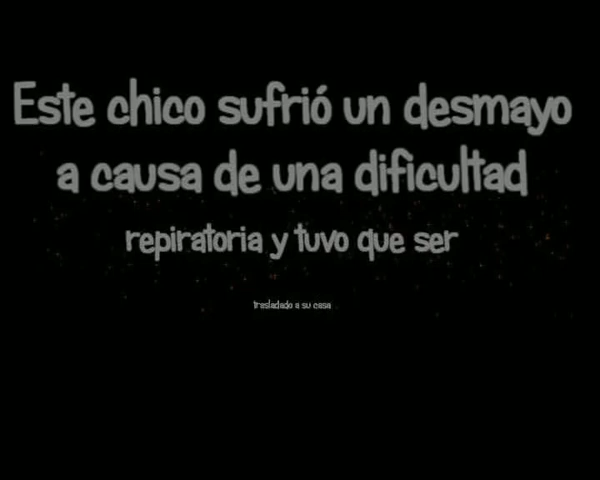 Este chico sufrió un desmayo
a causa de una dificultad
repiratoria y tuvo que ser
trasladado a su casa